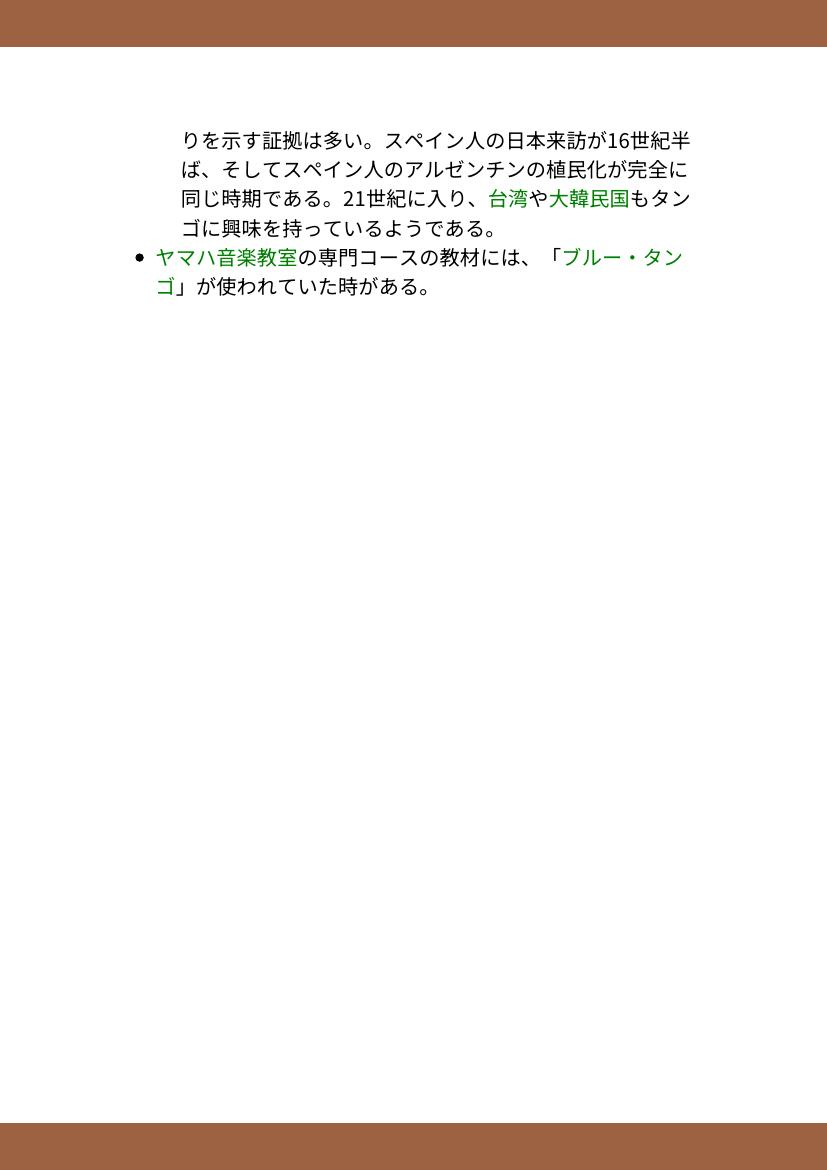 りを示す証拠は多い。スペイン人の日本来訪が16世紀半
ば、そしてスペイン人のアルゼンチンの植民化が完全に
同じ時期である。21世紀に入り、台湾や大韓民国もタン
ゴに興味を持っているようである。
• ヤマハ音楽教室の専門コースの教材には、「ブルー・タン
ゴ」が使われていた時がある。